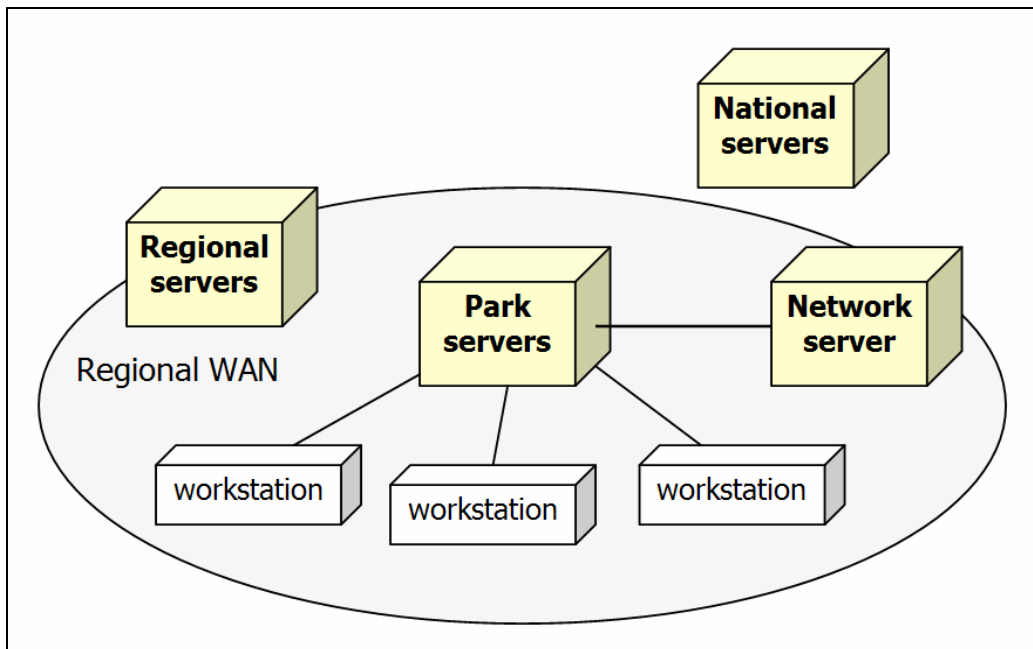 National
servers
Regional
servers
Park
servers
Network
server
Regional WAN
workstation
workstation
workstation